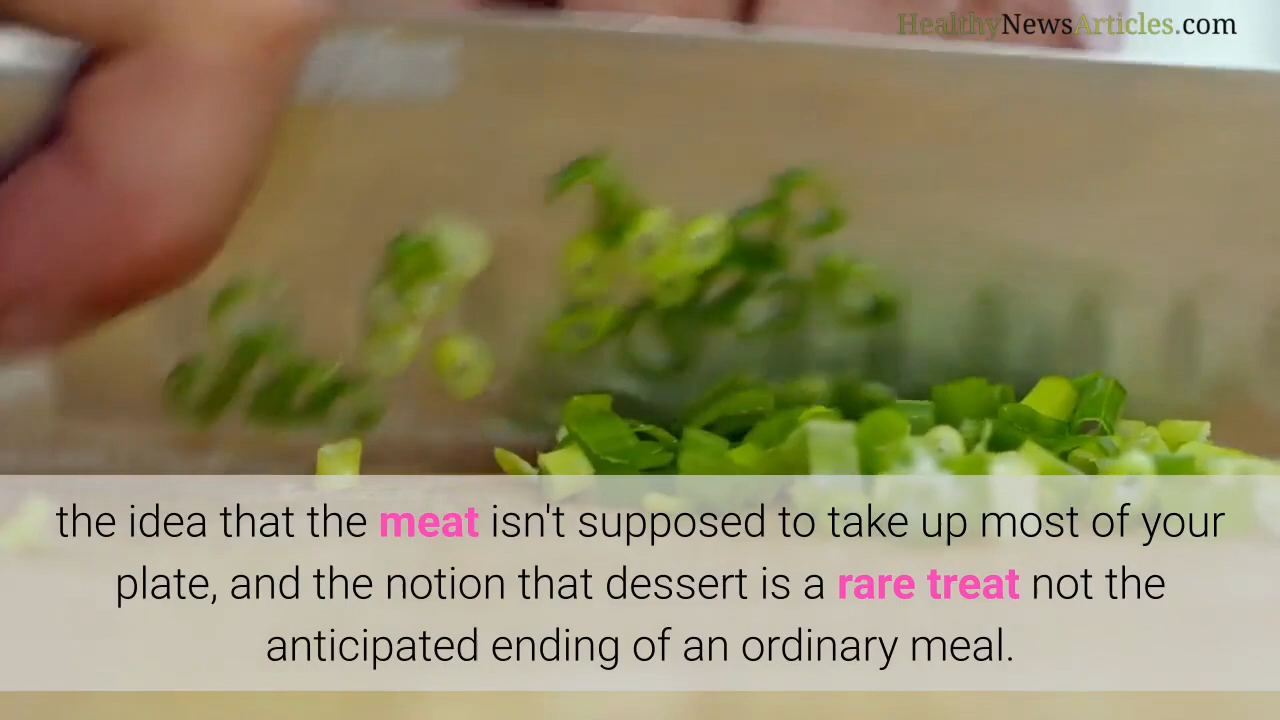 HealthyNewsArticles.com
the idea that the meat isn't supposed to take up most of your
plate, and the notion that dessert is a rare treat not the
anticipated ending of an ordinary meal.